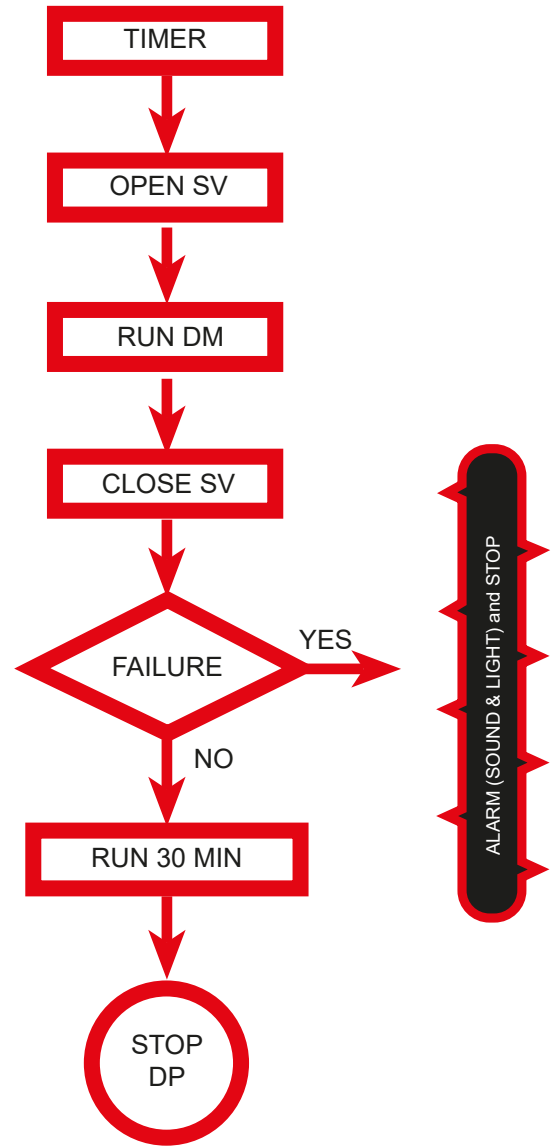 TIMER
OPEN SV
RUN DM
CLOSE SV
FAILURE
YES
ALARM (SOUND & LIGHT) and STOP
NO
RUN 30 MIN
STOP
DP